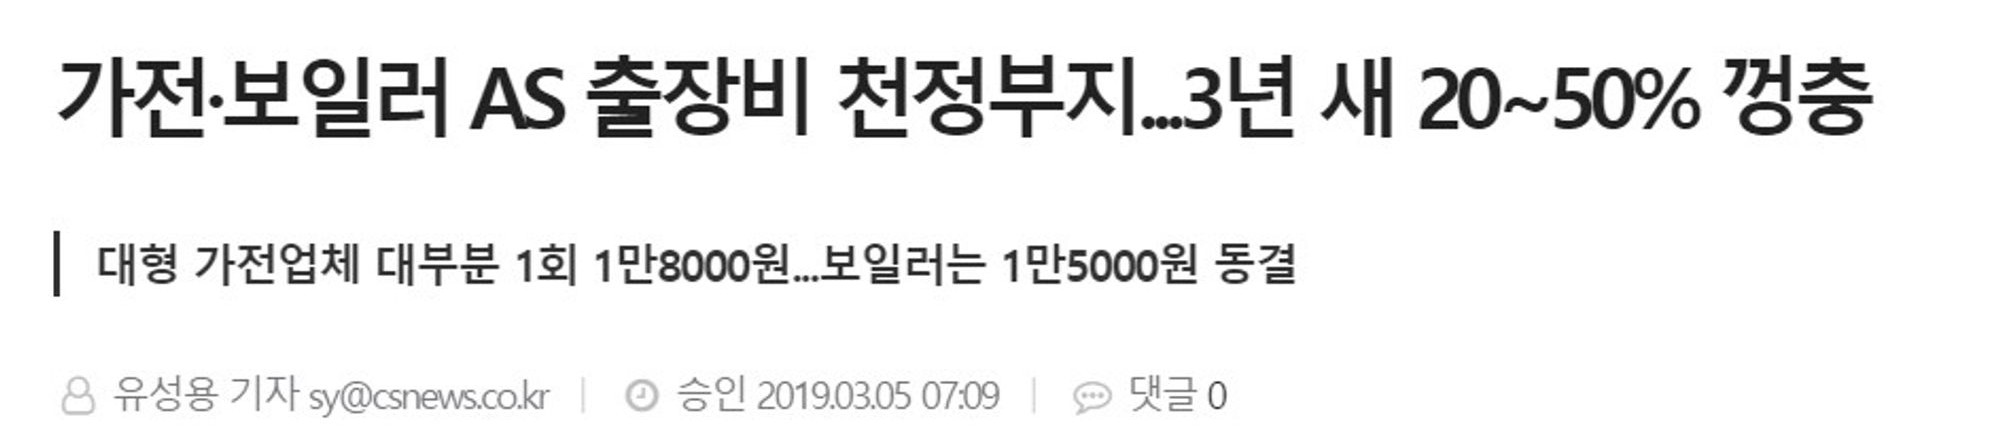 가전·보일러 AS 출장비 천정부지...3년 새 20~50% 껑충
대형 가전업체 대부분 1회 1만8000원...보일러는 1만5000원 동결
유성용 기자 sy@csnews.co.kr 승인 2019.03.05 07:09 댓글 0